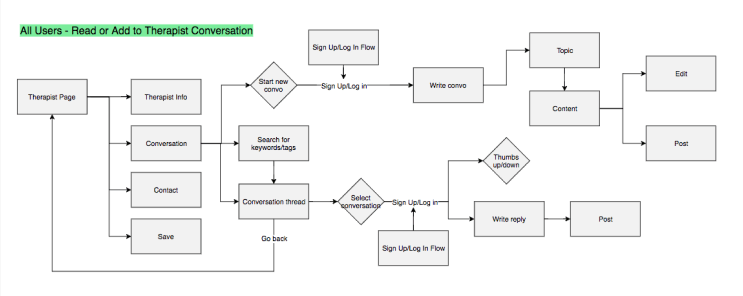 All Users - Read or Add to Therapist Conversation
Sign Up/Log In Flow
Topic
Start new
convo
Sign Up/Log in
Write convo
Edit
Therapist Page
Therapist Info
Content
Conversation
Search for
keywords/tags
Post
Thumbs
up/down
Contact
Conversation thread
Select
conversation
Sign Up/Log in
Write reply
Post
Save
Go back
Sign Up/Log In Flow